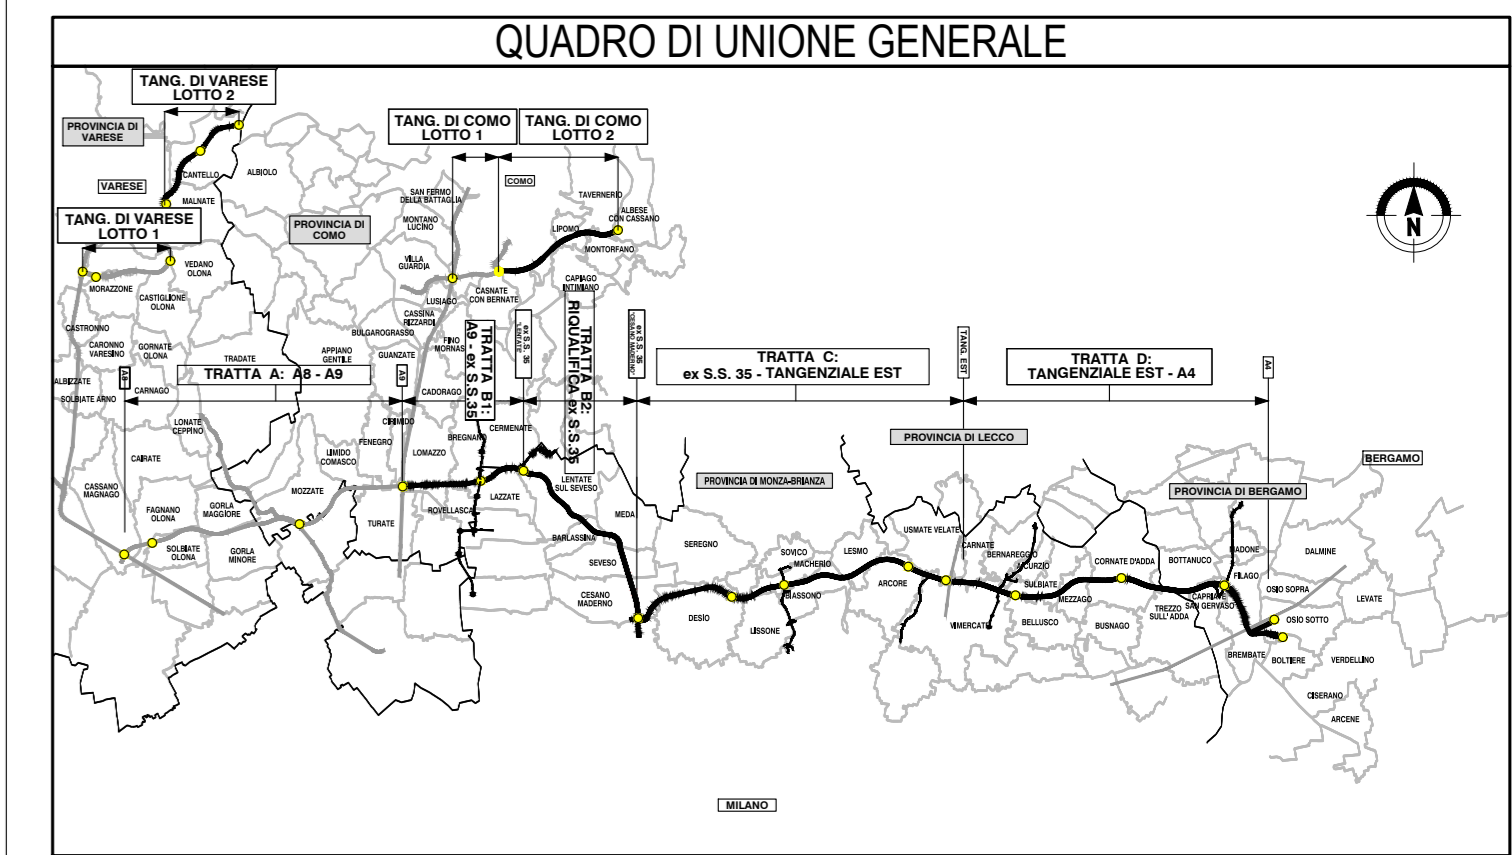 QUADRO DI UNIONE GENERALE
TANG. DI VARESE
LOTTO 2
PROVINCIA DI
VARESE
TANG. DI COMO
LOTTO 1
TANG. DI COMO
LOTTO 2
CANTELLO
ALBIOLO
VARESE
COMO
MALNATE
SAN FERMO
DELLA BATTAGLIA
TAVERNERIO
TANG. DI VARESE
LOTTO 1
PROVINCIA DI
COMO
MONTANO
LUCINO
ALBESE
CON CASSANO
LIPOMO
MONTORFANO
N
VEDANO
OLONA
VILLA
GUARDIA
MORAZZONE
CASTIGLIONE
OLONA
LUSIAGO
CASNATE
CON BERNATE
CAPIAGO
INTIMIANO
CASSINA
RIZZARDI
CASTRONNO
CARONNO
VARESINO
GORNATE
OLONA
BULGAROGRASSO
FINO
MORNAS
TRADATE
APPIANO
GENTILE
GUANZATE
TRATTA B1:
A9 - ex S.S.35
ex S.S. 35
"LENTATE"
TRATTA B2:
RIQUALIFICA ex S.S.35
ex S.S. 35
"CESANO MADERNO"
TRATTA C:
ex S.S. 35 - TANGENZIALE EST
TANG. EST
TRATTA D:
TANGENZIALE EST - A4
A4
ALBIZZATE
SOLBIATE ARNO
A8
TRATTA A: A8 - A9
A9
CARNAGO
CADORAGO
LONATE
CEPPINO
CIRIMIDO
FENEGRO
LOMAZZO
BREGNANO
CERMENATE
PROVINCIA DI LECCO
CAIRATE
LIMIDO
COMASCO
BERGAMO
CASSANO
MAGNAGO
MOZZATE
LENTATE
SUL SEVESO
PROVINCIA DI MONZA-BRIANZA
PROVINCIA DI BERGAMO
FAGNANO
OLONA
GORLA
MAGGIORE
TURATE
ROVELLASCA
LAZZATE
MEDA
SOLBIATE
OLONA
GORLA
MINORE
BARLASSINA
SEVESO
SEREGNO
SOVICO
MACHERIO
LESMO
USMATE VELATE
CARNATE
BERNAREGGIO
CORNATE D'ADDA
BOTTANUCO
MADONE
DALMINE
CESANO
MADERNO
DESIO
LISSONE
BIASSONO
ARCORE
VIMERCATE
SULBIATE
MEZZAGO
BELLUSCO
BUSNAGO
TREZZO
SULL' ADDA
CAPRIATE
SAN GERVASO
FILAGO
OSIO SOPRA
OSIO SOTTO
LEVATE
BREMBATE
BOLTIERE
VERDELLINO
CISERANO
ARCENE
MILANO